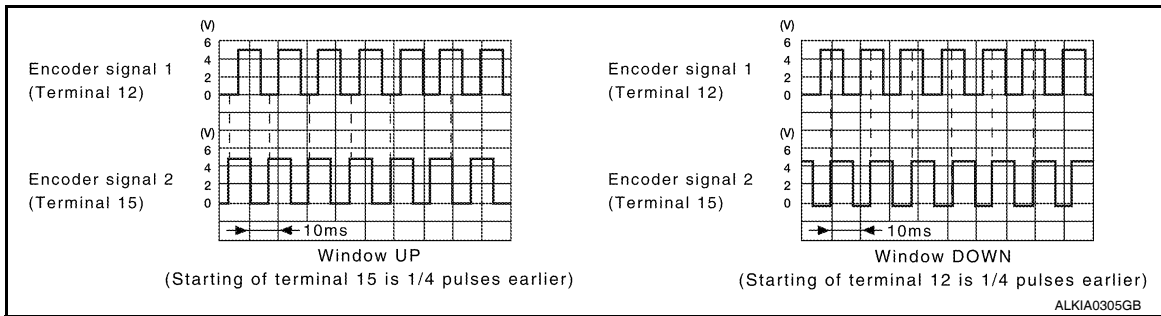 (V)
6
4
2
0
Encoder signal 1
(Terminal 12)
(V)
6
4
2
0
Encoder signal 2
(Terminal 15)
10ms
Window UP
(Starting of terminal 15 is 1/4 pulses earlier)
(V)
6
4
2
0
Encoder signal 1
(Terminal 12)
(V)
6
4
2
0
Encoder signal 2
(Terminal 15)
10ms
Window DOWN
(Starting of terminal 12 is 1/4 pulses earlier)
ALKIA0305GB